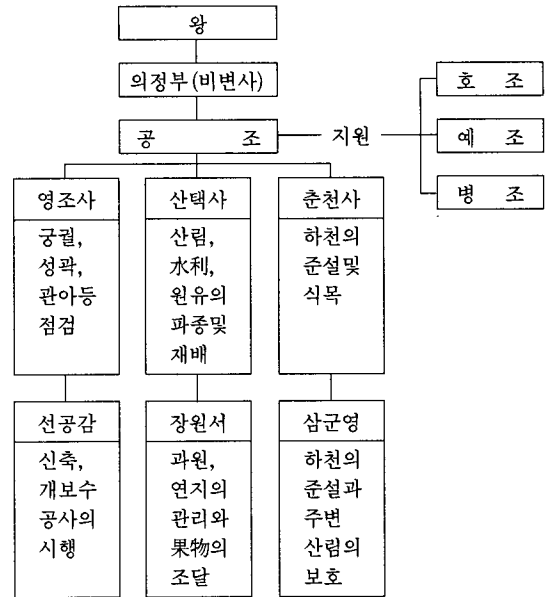 왕
의정부(비변사)
공 조
지원
호 조
예 조
병 조
영조사
궁궐,
성곽,
관아등
점검
산택사
산림,
水利,
원유의
파종및
재배
춘천사
하천의
준설및
식목
선공감
신축,
개보수
공사의
시행
장원서
과원,
연지의
관리와
果物의
조달
삼군영
하천의
준설과
주변
산림의
보호